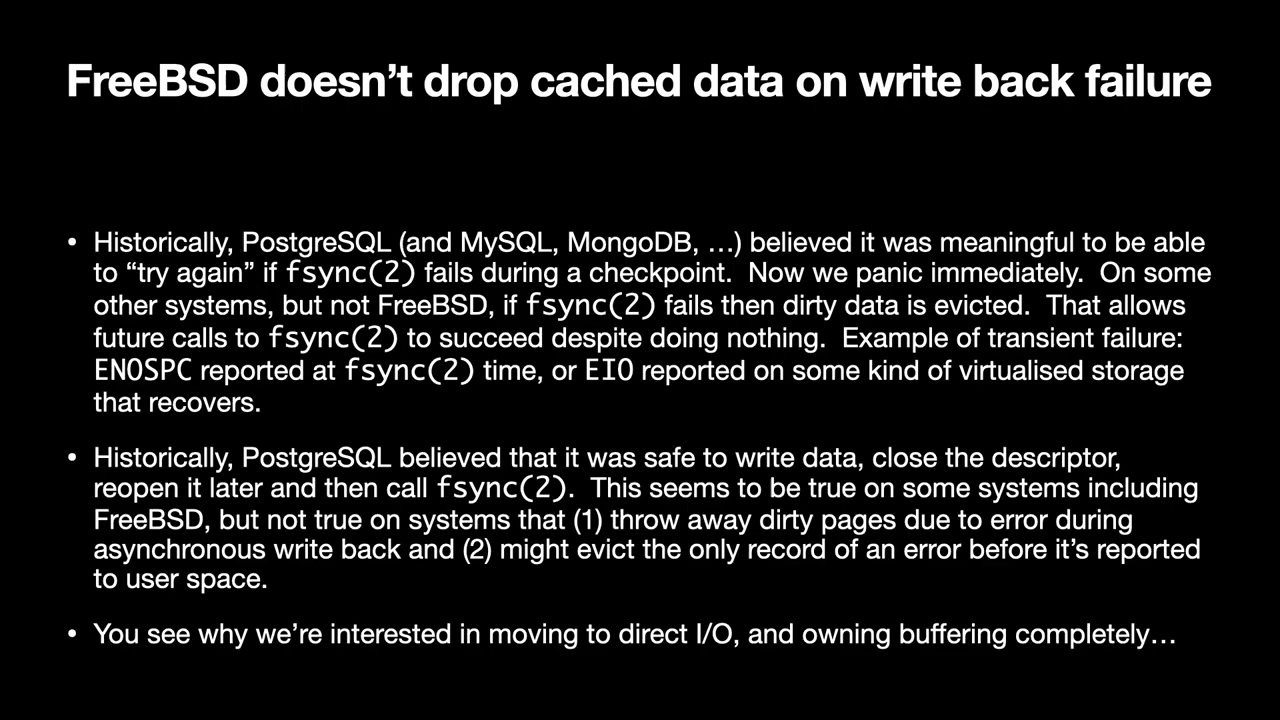 FreeBSD doesn’t drop cached data on write back failure
• Historically, PostgreSQL (and MySQL, MongoDB, …) believed it was meaningful to be able
to “try again” if fsync(2) fails during a checkpoint.  Now we panic immediately.  On some
other systems, but not FreeBSD, if fsync(2) fails then dirty data is evicted.  That allows
future calls to fsync(2) to succeed despite doing nothing.  Example of transient failure:
ENOSPC reported at fsync(2) time, or EIO reported on some kind of virtualised storage
that recovers.
• Historically, PostgreSQL believed that it was safe to write data, close the descriptor,
reopen it later and then call fsync(2).  This seems to be true on some systems including
FreeBSD, but not true on systems that (1) throw away dirty pages due to error during
asynchronous write back and (2) might evict the only record of an error before it’s reported
to user space.
• You see why we’re interested in moving to direct I/O, and owning buffering completely…